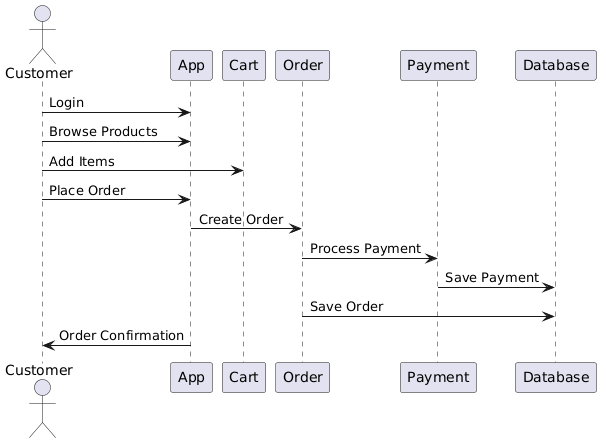 Customer
App
Cart
Order
Payment
Database
Login
Browse Products
Add Items
Place Order
Create Order
Process Payment
Save Payment
Save Order
Order Confirmation
Customer
App
Cart
Order
Payment
Database